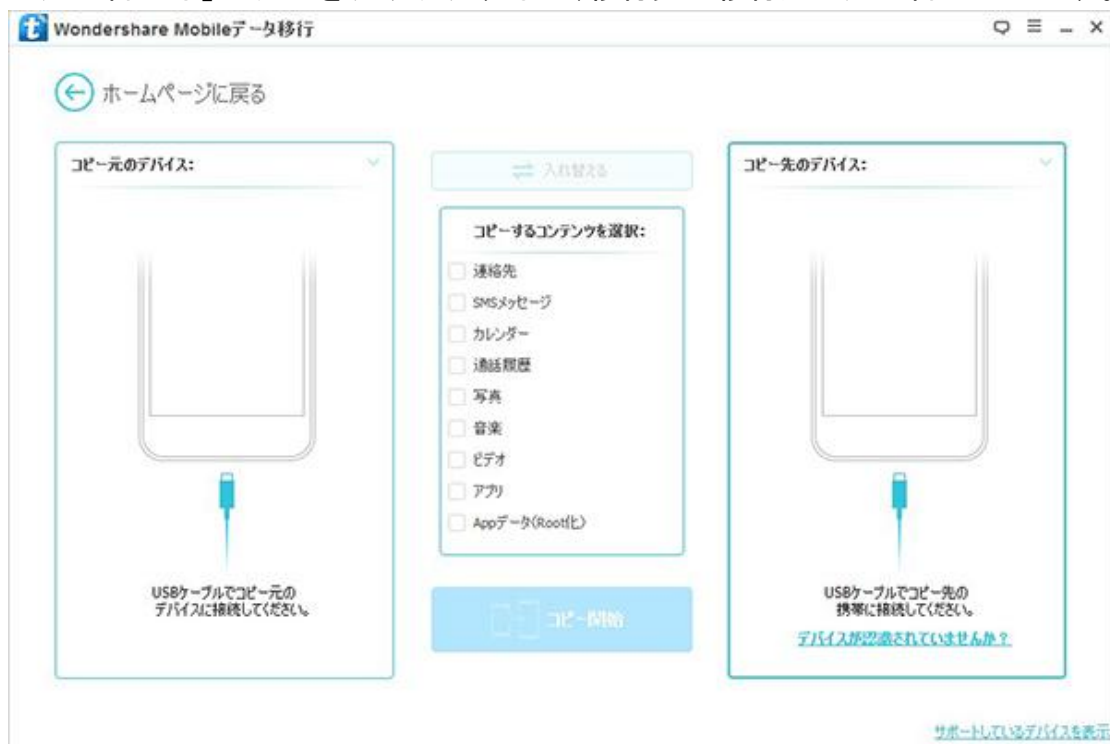 Wondershare Mobileデータ移行
ホームページに戻る
コピー元のデバイス:
USBケーブルでコピー元の
デバイスに接続してください。
入れ替える
コピーするコンテンツを選択:
連絡先
SMSメッセージ
カレンダー
通話履歴
写真
音楽
ビデオ
アプリ
Appデータ(Root化)
コピー開始
コピー先のデバイス:
USBケーブルでコピー先の
携帯に接続してください。
デバイスが認識されていませんか？
サポートしているデバイスを表示